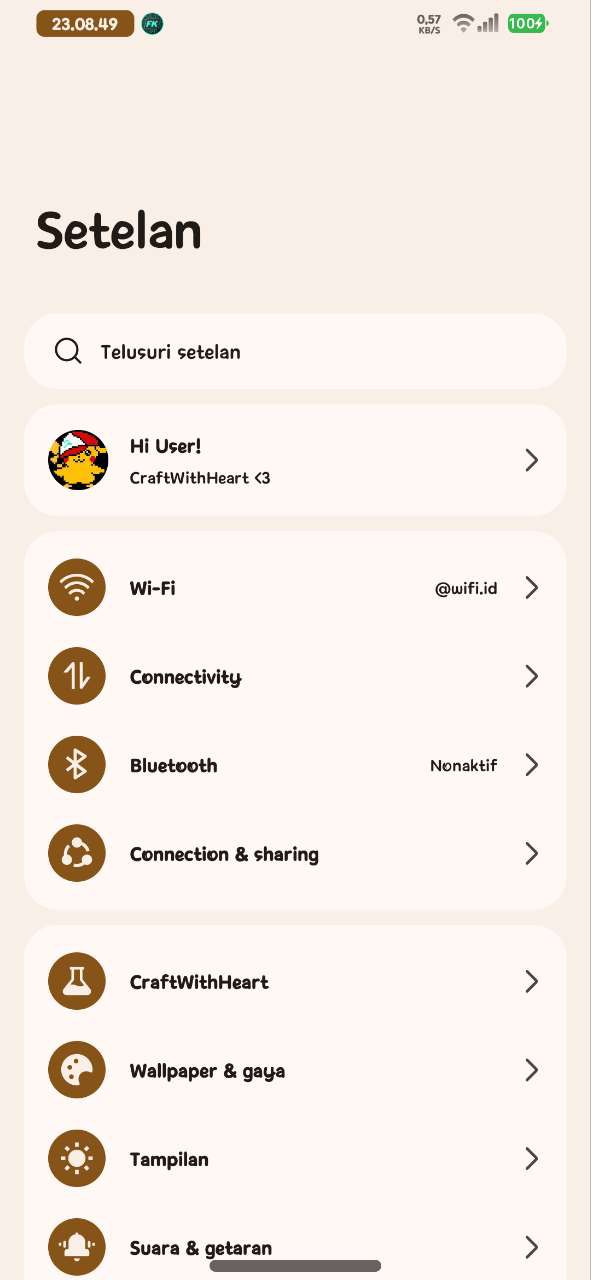 23.08.49
FK
0,57
KB/S
100
Setelan
Telusuri setelan
Hi User!
CraftWithHeart <3
Wi-Fi
@wifi.id
Connectivity
Bluetooth
Nonaktif
Connection & sharing
CraftWithHeart
Wallpaper & gaya
Tampilan
Suara & getaran